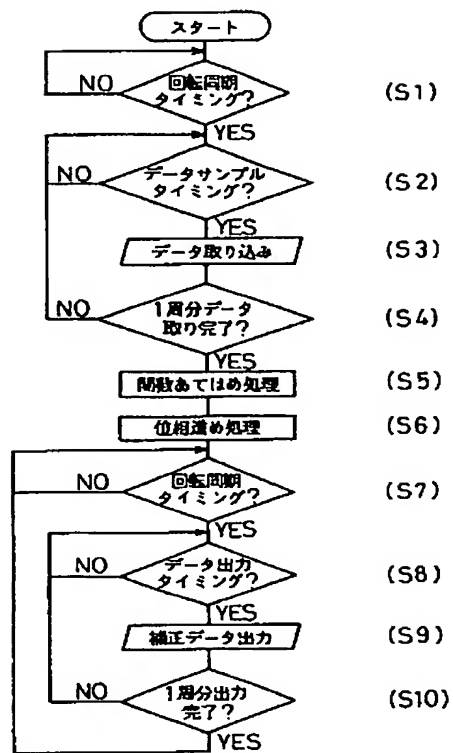 スタート
回転同期
NO タイミング? (S1)
YES
データサンプル
NO タイミング? (S2)
YES
データ取り込み (S3)
1周分データ
NO 取り完了? (S4)
YES
関数あてはめ処理 (S5)
位相進め処理 (S6)
回転同期
NO タイミング? (S7)
YES
データ出力
NO タイミング? (S8)
YES
補正データ出力 (S9)
1周分出力
NO 完了? (S10)
YES